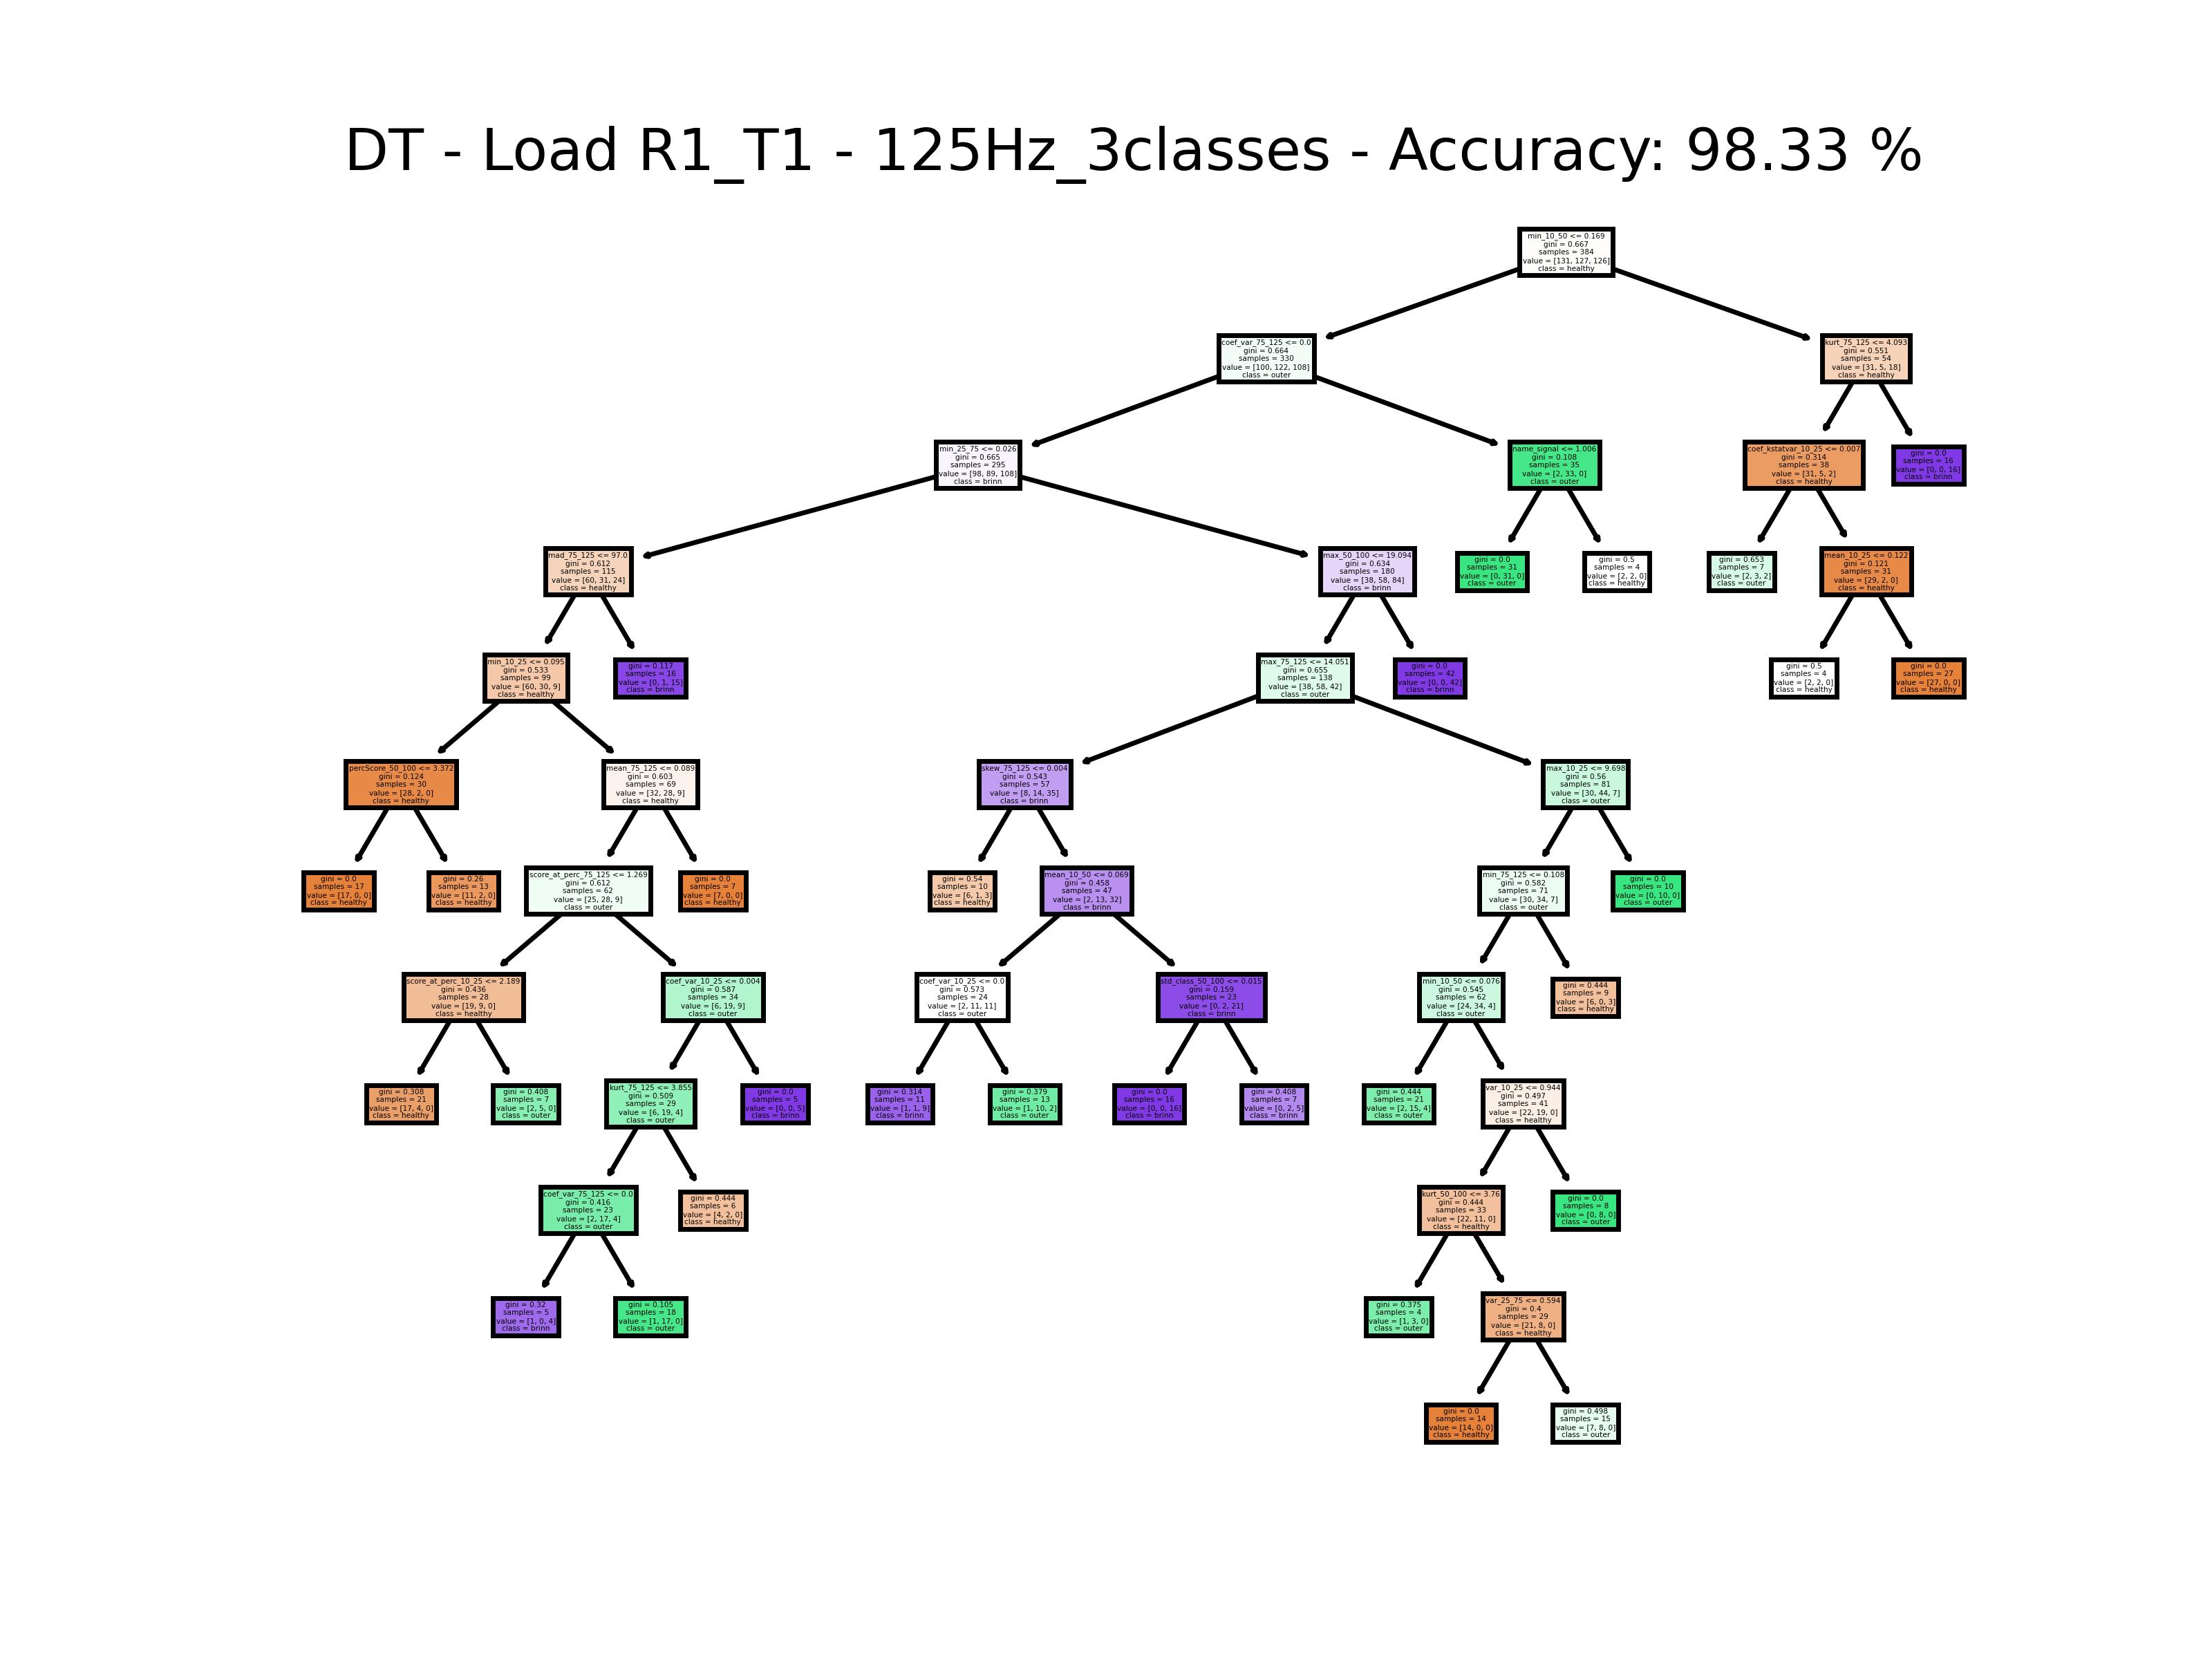 DT - Load R1_T1 - 125Hz_3classes - Accuracy: 98.33 %
min_10_50 <= 0.169
gini = 0.667
samples = 384
value = [131, 127, 126]
class = healthy
coef_var_75_125 <= 0.0
gini = 0.664
samples = 330
value = [100, 122, 108]
class = outer
kurt_75_125 <= 4.093
gini = 0.551
samples = 54
value = [31, 5, 18]
class = healthy
min_25_75 <= 0.026
gini = 0.665
samples = 295
value = [98, 89, 108]
class = brinn
name_signal <= 1.006
gini = 0.108
samples = 35
value = [2, 33, 0]
class = outer
coef_kstatvar_10_25 <= 0.007
gini = 0.314
samples = 38
value = [31, 5, 2]
class = healthy
gini = 0.0
samples = 16
value = [0, 0, 16]
class = brinn
mad_75_125 <= 97.0
gini = 0.612
samples = 115
value = [60, 31, 24]
class = healthy
max_50_100 <= 19.094
gini = 0.634
samples = 180
value = [38, 58, 84]
class = brinn
gini = 0.0
samples = 31
value = [0, 31, 0]
class = outer
gini = 0.5
samples = 4
value = [2, 2, 0]
class = healthy
gini = 0.653
samples = 7
value = [2, 3, 2]
class = outer
mean_10_25 <= 0.122
gini = 0.121
samples = 31
value = [29, 2, 0]
class = healthy
min_10_25 <= 0.095
gini = 0.533
samples = 99
value = [60, 30, 9]
class = healthy
gini = 0.117
samples = 16
value = [0, 1, 15]
class = brinn
max_75_125 <= 14.051
gini = 0.655
samples = 138
value = [38, 58, 42]
class = outer
gini = 0.0
samples = 42
value = [0, 0, 42]
class = brinn
gini = 0.5
samples = 4
value = [2, 2, 0]
class = healthy
gini = 0.0
samples = 27
value = [27, 0, 0]
class = healthy
percScore_50_100 <= 3.372
gini = 0.124
samples = 30
value = [28, 2, 0]
class = healthy
mean_75_125 <= 0.089
gini = 0.603
samples = 69
value = [32, 28, 9]
class = healthy
skew_75_125 <= 0.004
gini = 0.543
samples = 57
value = [8, 14, 35]
class = brinn
max_10_25 <= 9.698
gini = 0.56
samples = 81
value = [30, 44, 7]
class = outer
gini = 0.0
samples = 17
value = [17, 0, 0]
class = healthy
gini = 0.26
samples = 13
value = [11, 2, 0]
class = healthy
score_at_perc_75_125 <= 1.269
gini = 0.612
samples = 62
value = [25, 28, 9]
class = outer
gini = 0.0
samples = 7
value = [7, 0, 0]
class = healthy
gini = 0.54
samples = 10
value = [6, 1, 3]
class = healthy
mean_10_50 <= 0.069
gini = 0.458
samples = 47
value = [2, 13, 32]
class = brinn
min_75_125 <= 0.108
gini = 0.582
samples = 71
value = [30, 34, 7]
class = outer
gini = 0.0
samples = 10
value = [0, 10, 0]
class = outer
score_at_perc_10_25 <= 2.189
gini = 0.436
samples = 28
value = [19, 9, 0]
class = healthy
coef_var_10_25 <= 0.004
gini = 0.587
samples = 34
value = [6, 19, 9]
class = outer
coef_var_10_25 <= 0.0
gini = 0.573
samples = 24
value = [2, 11, 11]
class = outer
std_class_50_100 <= 0.015
gini = 0.159
samples = 23
value = [0, 2, 21]
class = brinn
min_10_50 <= 0.076
gini = 0.545
samples = 62
value = [24, 34, 4]
class = outer
gini = 0.444
samples = 9
value = [6, 0, 3]
class = healthy
gini = 0.308
samples = 21
value = [17, 4, 0]
class = healthy
gini = 0.408
samples = 7
value = [2, 5, 0]
class = outer
kurt_75_125 <= 3.855
gini = 0.509
samples = 29
value = [6, 19, 4]
class = outer
gini = 0.0
samples = 5
value = [0, 0, 5]
class = brinn
gini = 0.314
samples = 11
value = [1, 1, 9]
class = brinn
gini = 0.379
samples = 13
value = [1, 10, 2]
class = outer
gini = 0.0
samples = 16
value = [0, 0, 16]
class = brinn
gini = 0.408
samples = 7
value = [0, 2, 5]
class = brinn
gini = 0.444
samples = 21
value = [2, 15, 4]
class = outer
var_10_25 <= 0.944
gini = 0.497
samples = 41
value = [22, 19, 0]
class = healthy
coef_var_75_125 <= 0.0
gini = 0.416
samples = 23
value = [2, 17, 4]
class = outer
gini = 0.444
samples = 6
value = [4, 2, 0]
class = healthy
kurt_50_100 <= 3.76
gini = 0.444
samples = 33
value = [22, 11, 0]
class = healthy
gini = 0.0
samples = 8
value = [0, 8, 0]
class = outer
gini = 0.32
samples = 5
value = [1, 0, 4]
class = brinn
gini = 0.105
samples = 18
value = [1, 17, 0]
class = outer
gini = 0.375
samples = 4
value = [1, 3, 0]
class = outer
var_25_75 <= 0.594
gini = 0.4
samples = 29
value = [21, 8, 0]
class = healthy
gini = 0.0
samples = 14
value = [14, 0, 0]
class = healthy
gini = 0.498
samples = 15
value = [7, 8, 0]
class = outer